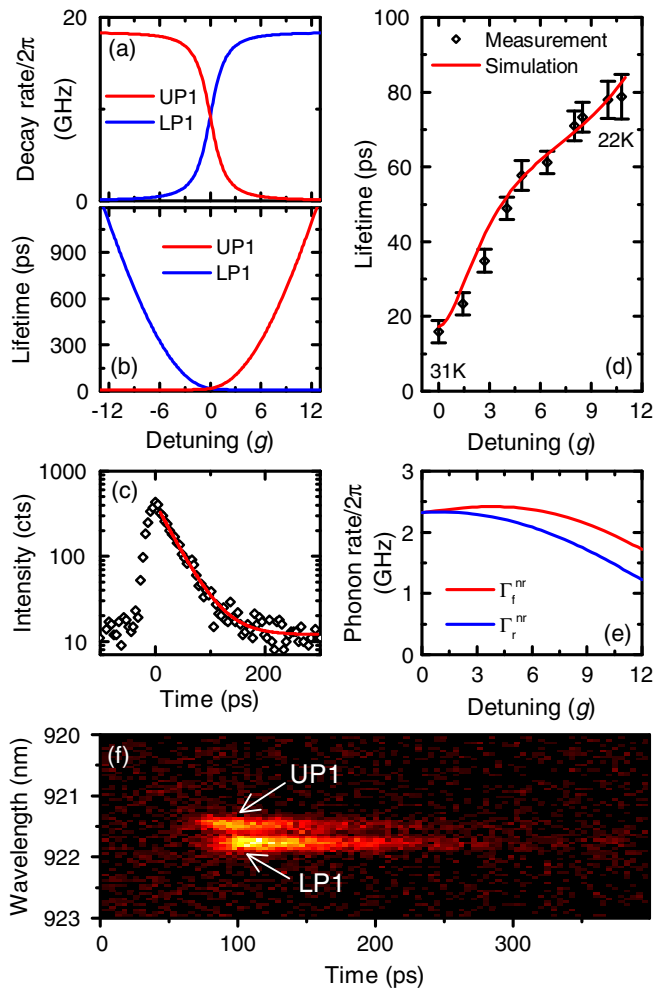 (a)
20
0
Decay rate/2π
(GHz)
UP1
LP1
(b)
900
600
300
0
Lifetime (ps)
UP1
LP1
-12 -6 0 6 12
Detuning (g)
(d)
100
80
60
40
20
0
Lifetime (ps)
Measurement
Simulation
22K
31K
0 3 6 9 12
Detuning (g)
(c)
1000
100
10
Intensity (cts)
0 200
Time (ps)
3
2
1
0
Phonon rate/2π
(GHz)
Γ_f^nr
Γ_r^nr
(e)
0 3 6 9 12
Detuning (g)
(f)
920
921
922
923
Wavelength (nm)
UP1
LP1
0 100 200 300
Time (ps)